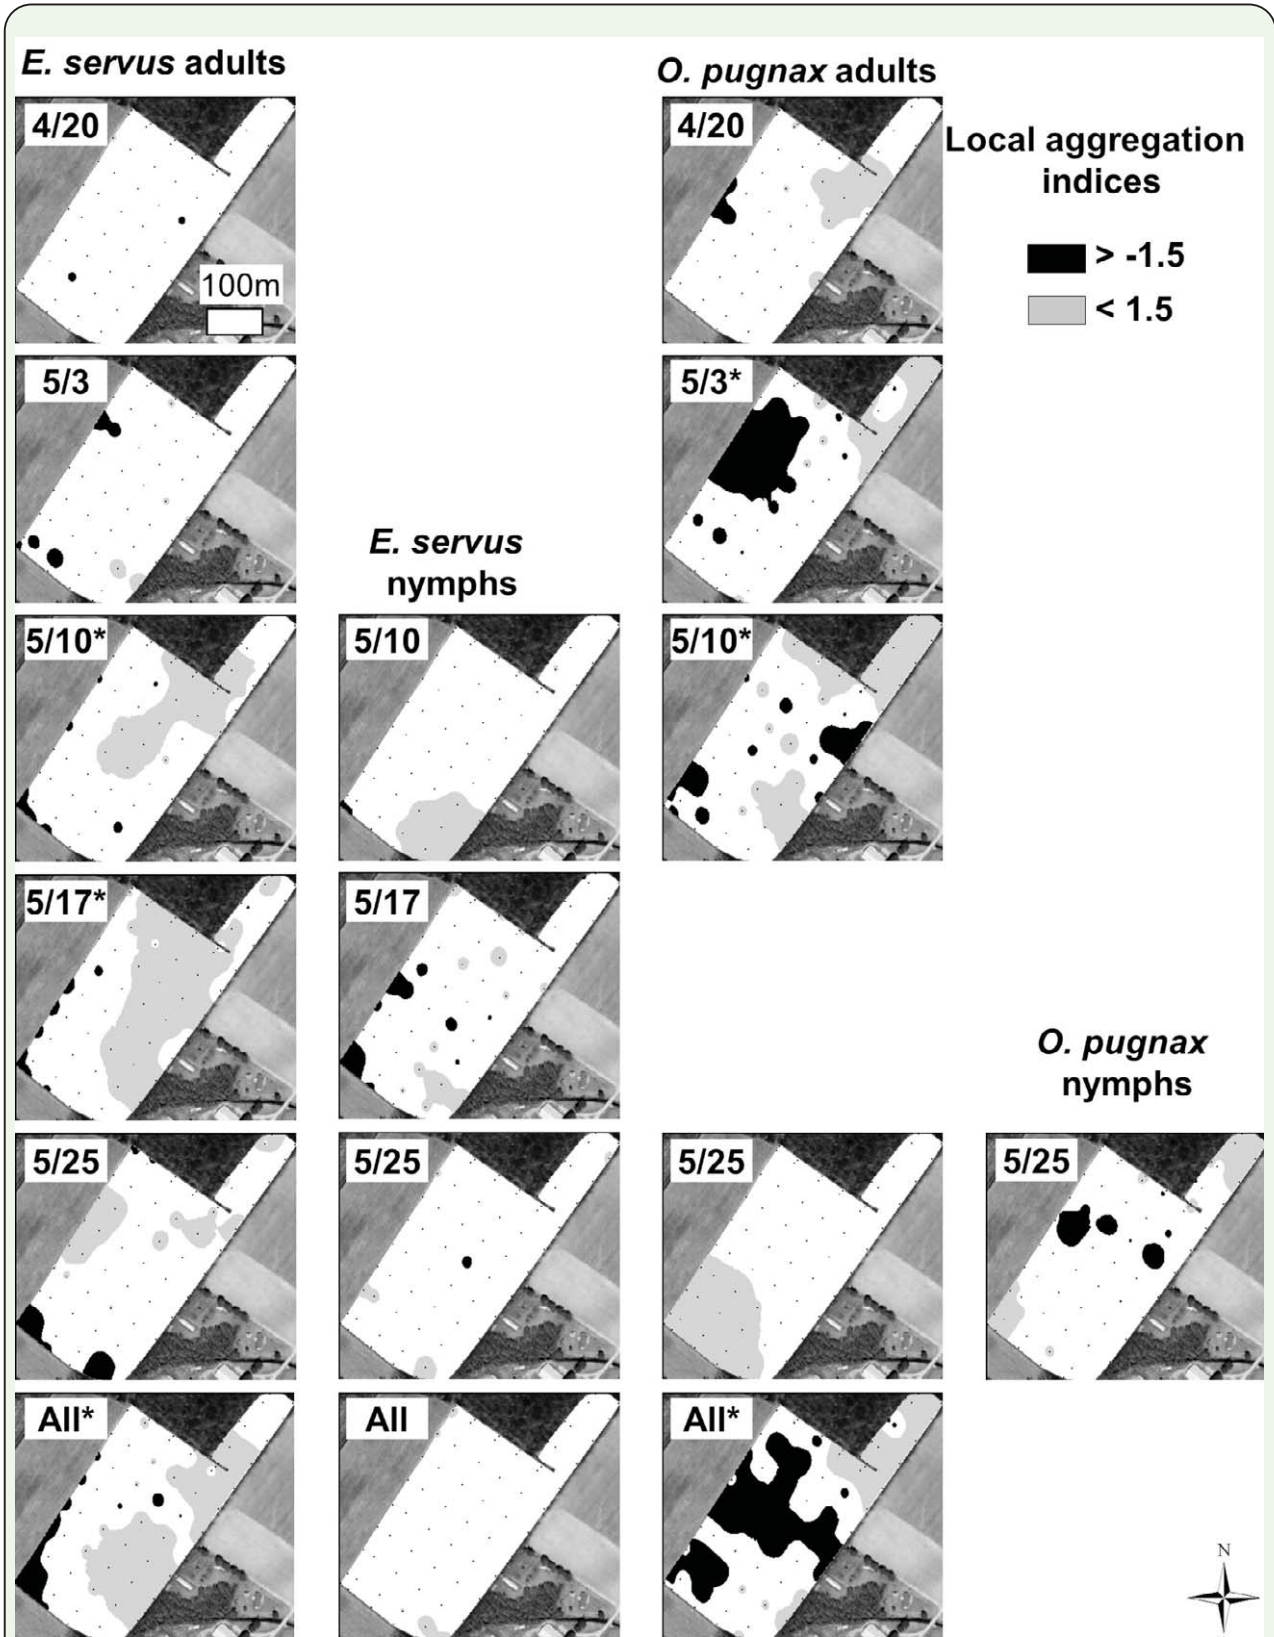 E. servus adults
O. pugnax adults
4/20
100m
4/20
Local aggregation
indices
> -1.5
< 1.5
5/3
5/3*
E. servus
nymphs
5/10*
5/10
5/10*
5/17*
5/17
O. pugnax
nymphs
5/25
5/25
5/25
5/25
All*
All
All*
N